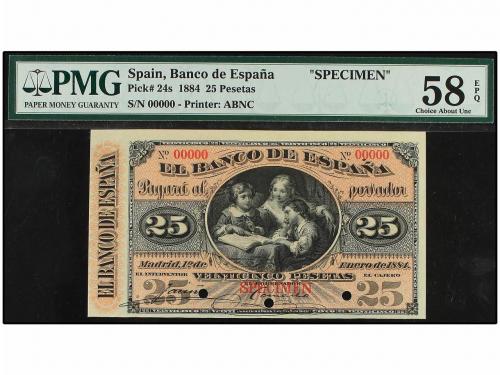 PMG
PAPER MONEY GUARANTY
Spain, Banco de España "SPECIMEN"
Pick# 24s 1884 25 Pesetas
S/N 00000 - Printer: ABNC
58 EPQ
Choice About Unc
Nº 00000 Nº 00000
EL BANCO DE ESPAÑA
EL BANCO DE ESPAÑA
Pagará al portador
25 25
Madrid, 1º de Enero de 1884.
EL INTERVENTOR EL CAJERO
VEINTICINCO PESETAS
25 SPECIMEN 25